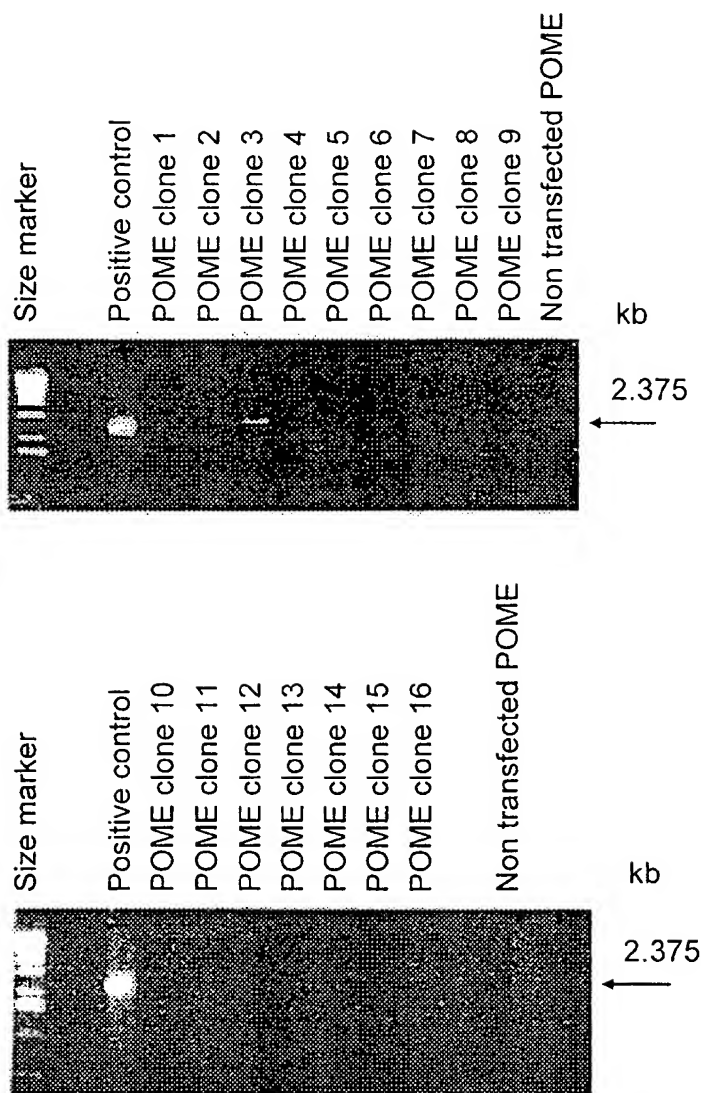 Size marker
Positive control
POME clone 1
POME clone 2
POME clone 3
POME clone 4
POME clone 5
POME clone 6
POME clone 7
POME clone 8
POME clone 9
Non transfected POME
kb
2.375
Size marker
Positive control
POME clone 10
POME clone 11
POME clone 12
POME clone 13
POME clone 14
POME clone 15
POME clone 16
Non transfected POME
kb
2.375